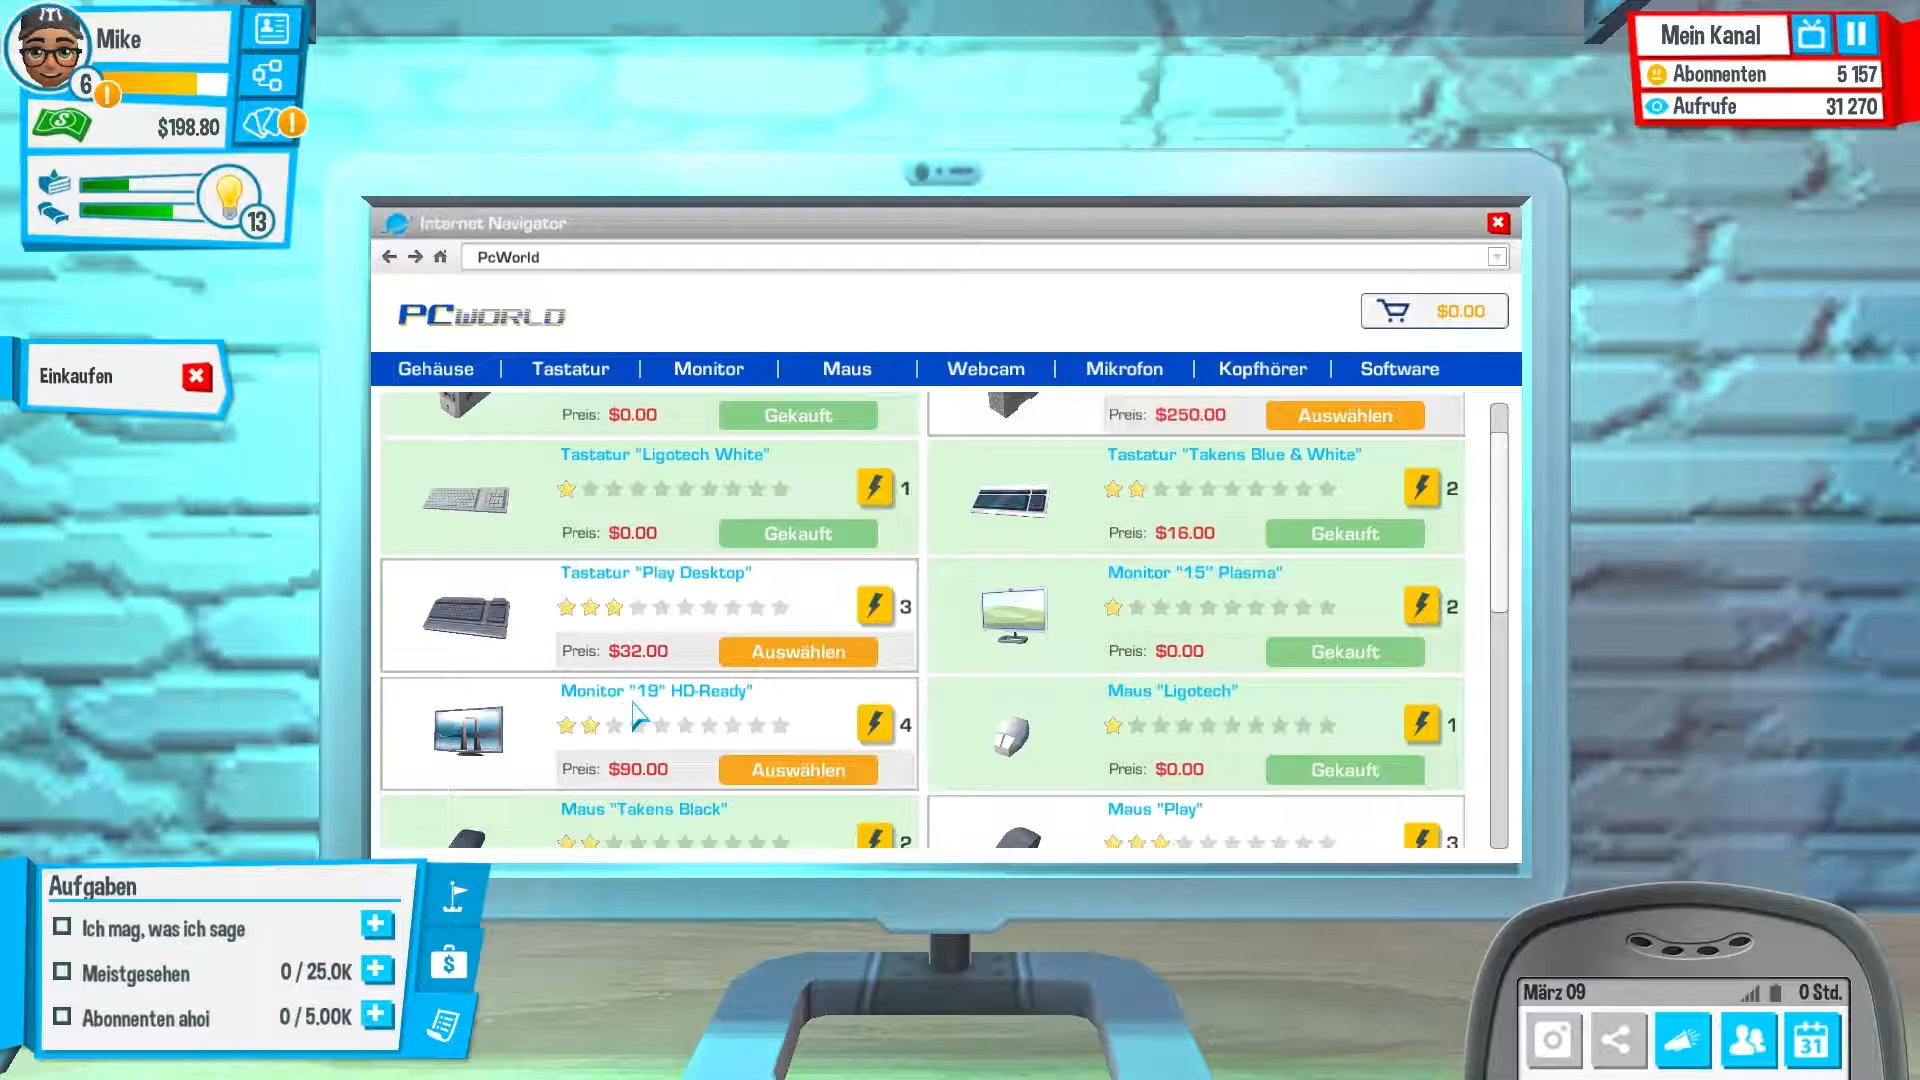 Mike
6
!
$198.80
!
13
Mein Kanal
Abonnenten 5 157
Aufrufe 31 270
Einkaufen
Internet Navigator
PcWorld
PCWORLD
$0.00
Gehäuse | Tastatur | Monitor | Maus | Webcam | Mikrofon | Kopfhörer | Software
Preis: $0.00 Gekauft
Preis: $250.00 Auswählen
Tastatur "Ligotech White"
1
Preis: $0.00 Gekauft
Tastatur "Takens Blue & White"
2
Preis: $16.00 Gekauft
Tastatur "Play Desktop"
3
Preis: $32.00 Auswählen
Monitor "15" Plasma"
2
Preis: $0.00 Gekauft
Monitor "19" HD-Ready"
4
Preis: $90.00 Auswählen
Maus "Ligotech"
1
Preis: $0.00 Gekauft
Maus "Takens Black"
2
Maus "Play"
3
Aufgaben
Ich mag, was ich sage
Meistgesehen 0 / 25.0K
Abonnenten ahoi 0 / 5.00K
März 09 0 Std.
31